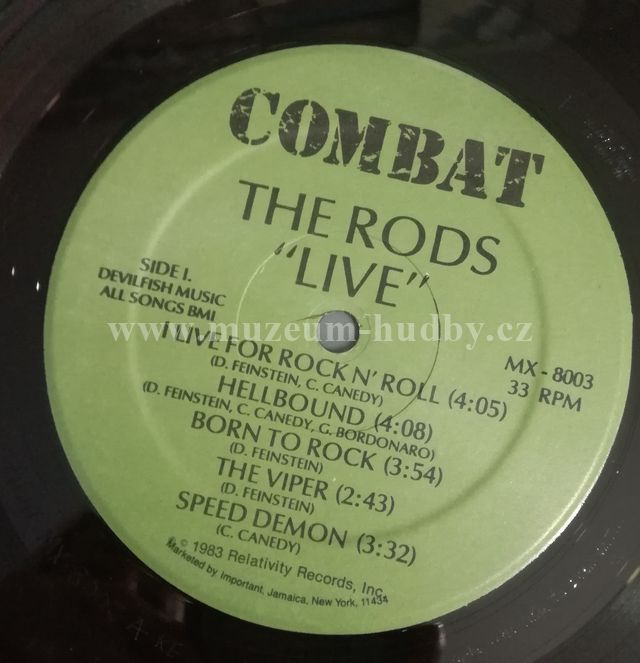 COMBAT
THE RODS
"LIVE"
SIDE I.
DEVILFISH MUSIC
ALL SONGS BMI
www.muzeum-hudby.cz
MX - 8003
33 RPM
I LIVE FOR ROCK N' ROLL (4:05)
(D. FEINSTEIN, C. CANEDY)
HELLBOUND (4:08)
(D. FEINSTEIN, C. CANEDY, G. BORDONARO)
BORN TO ROCK (3:54)
(D. FEINSTEIN)
THE VIPER (2:43)
(D. FEINSTEIN)
SPEED DEMON (3:32)
(C. CANEDY)
℗ © 1983 Relativity Records, Inc.
Marketed by Important, Jamaica, New York, 11434